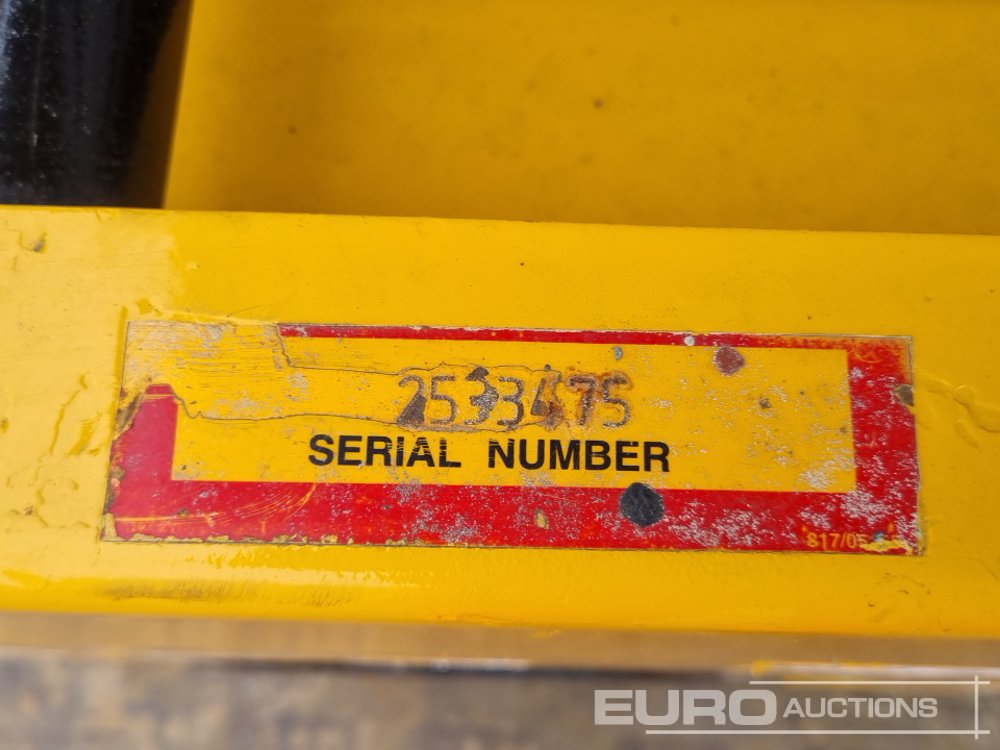 2533475
SERIAL NUMBER
817/05
EURO AUCTIONS